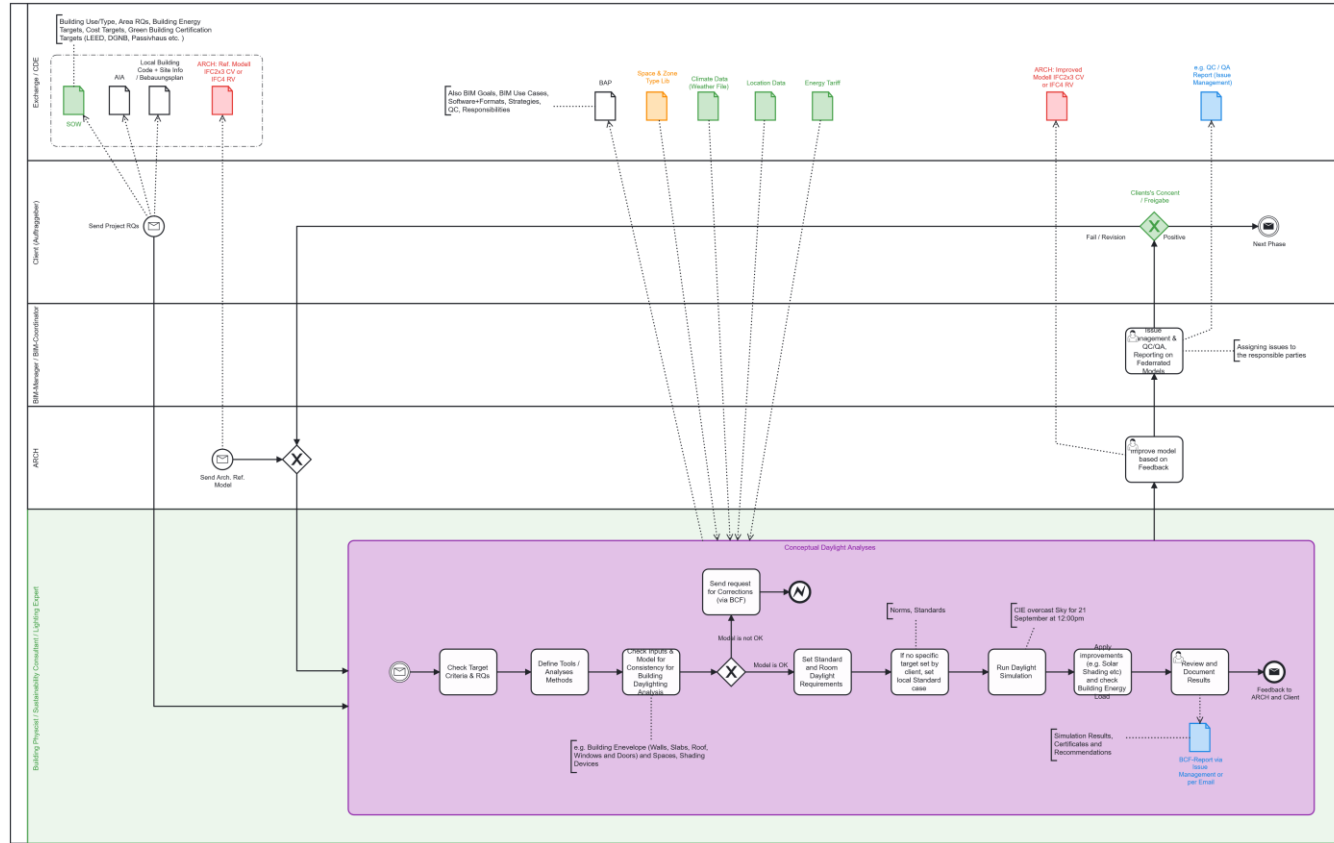 Exchange / CDE
Building Use/Type, Area RQs, Building Energy
Targets, Cost Targets, Green Building Certification
Targets (LEED, DGNB, Passivhaus etc. )
SOW
AIA
Local Building
Code + Site Info
/ Bebauungsplan
ARCH: Ref. Modell
IFC2x3 CV or
IFC4 RV
Also BIM Goals, BIM Use Cases,
Software+Formats, Strategies,
QC, Responsibilities
BAP
Space & Zone
Type Lib
Climate Data
(Weather File)
Location Data
Energy Tariff
ARCH: Improved
Modell IFC2x3 CV
or IFC4 RV
e.g. QC / QA
Report (Issue
Management)
Client (Auftraggeber)
Send Project RQs
Clients's Concent
/ Freigabe
Fail / Revision
Positive
Next Phase
BIM-Manager / BIM-Coordinator
Issue
Management &
QC/QA,
Reporting on
Federrated
Models
Assigning issues to
the responsible parties
ARCH
Send Arch, Ref.
Model
Improve model
based on
Feedback
Building Physcist / Sustainability Consultant / Lighting Expert
Conceptual Daylight Analyses
Send request
for Corrections
(via BCF)
Model is not OK
Model is OK
Check Target
Criteria & RQs
Define Tools /
Analyses
Methods
Check Inputs &
Model for
Consistency for
Building
Daylighting
Analysis
e.g. Building Enevelope (Walls, Slabs, Roof,
Windows and Doors) and Spaces, Shading
Devices
Set Standard
and Room
Daylight
Requirements
Norms, Standards
If no specific
target set by
client, set
local Standard
case
CIE overcast Sky for 21
September at 12:00pm
Run Daylight
Simulation
Apply
improvements
(e.g. Solar
Shading etc) and
check Building Energy
Load
Review and
Document
Results
Feedback to
ARCH and Client
Simulation Results,
Certificates and
Recommendations
BCF-Report via
Issue
Management or
per Email